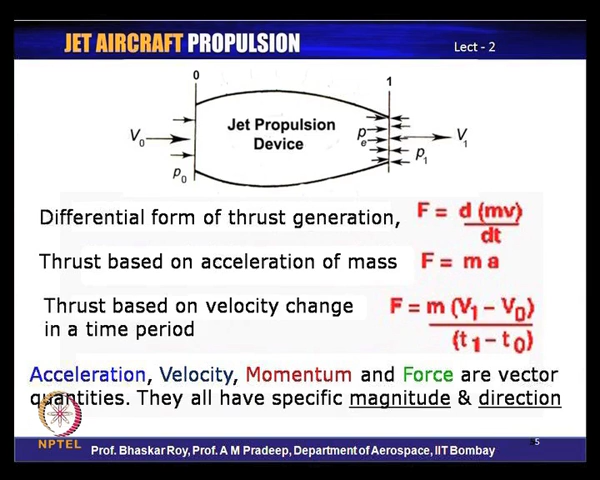 JET AIRCRAFT PROPULSION
Lect - 2
0
1
Jet Propulsion
Device
V0
p0
pe
p1
V1
Differential form of thrust generation, F = d (mv)
dt
Thrust based on acceleration of mass F = m a
Thrust based on velocity change
in a time period
F = m (V1 – V0)
(t1 – t0)
Acceleration, Velocity, Momentum and Force are vector
quantities. They all have specific magnitude & direction
NPTEL
Prof. Bhaskar Roy, Prof. A M Pradeep, Department of Aerospace, IIT Bombay
5